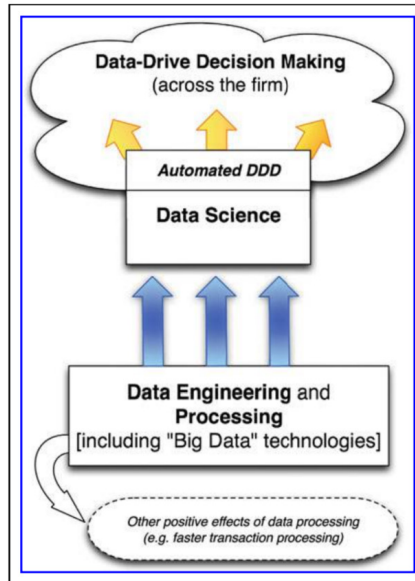 Data-Drive Decision Making
(across the firm)
Automated DDD
Data Science
Data Engineering and
Processing
[including "Big Data" technologies]
Other positive effects of data processing
(e.g. faster transaction processing)